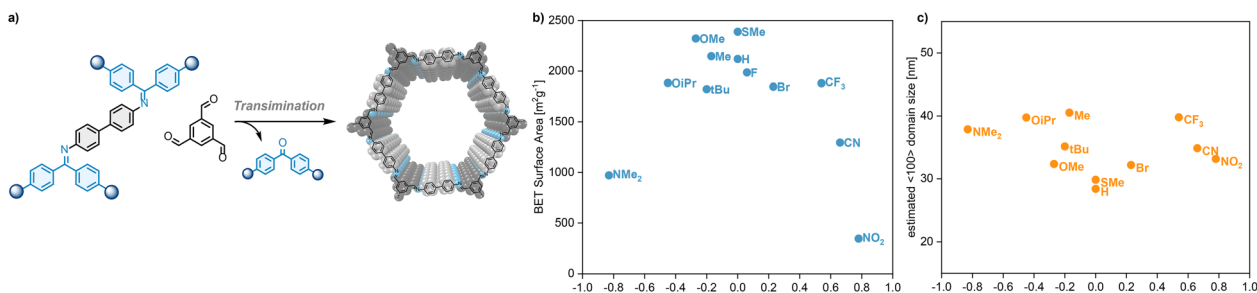 a)
N
N
O
O
O
Transimination
O
b)
BET Surface Area [m²g⁻¹]
2500
2000
1500
1000
500
0
-1.0 -0.8 -0.6 -0.4 -0.2 0.0 0.2 0.4 0.6 0.8 1.0
NMe₂
OiPr
OMe
Me
tBu
SMe
H
F
Br
CF₃
CN
NO₂
c)
estimated <100> domain size [nm]
50
40
30
20
-1.0 -0.8 -0.6 -0.4 -0.2 0.0 0.2 0.4 0.6 0.8 1.0
NMe₂
OiPr
Me
tBu
OMe
SMe
H
Br
CF₃
CN
NO₂